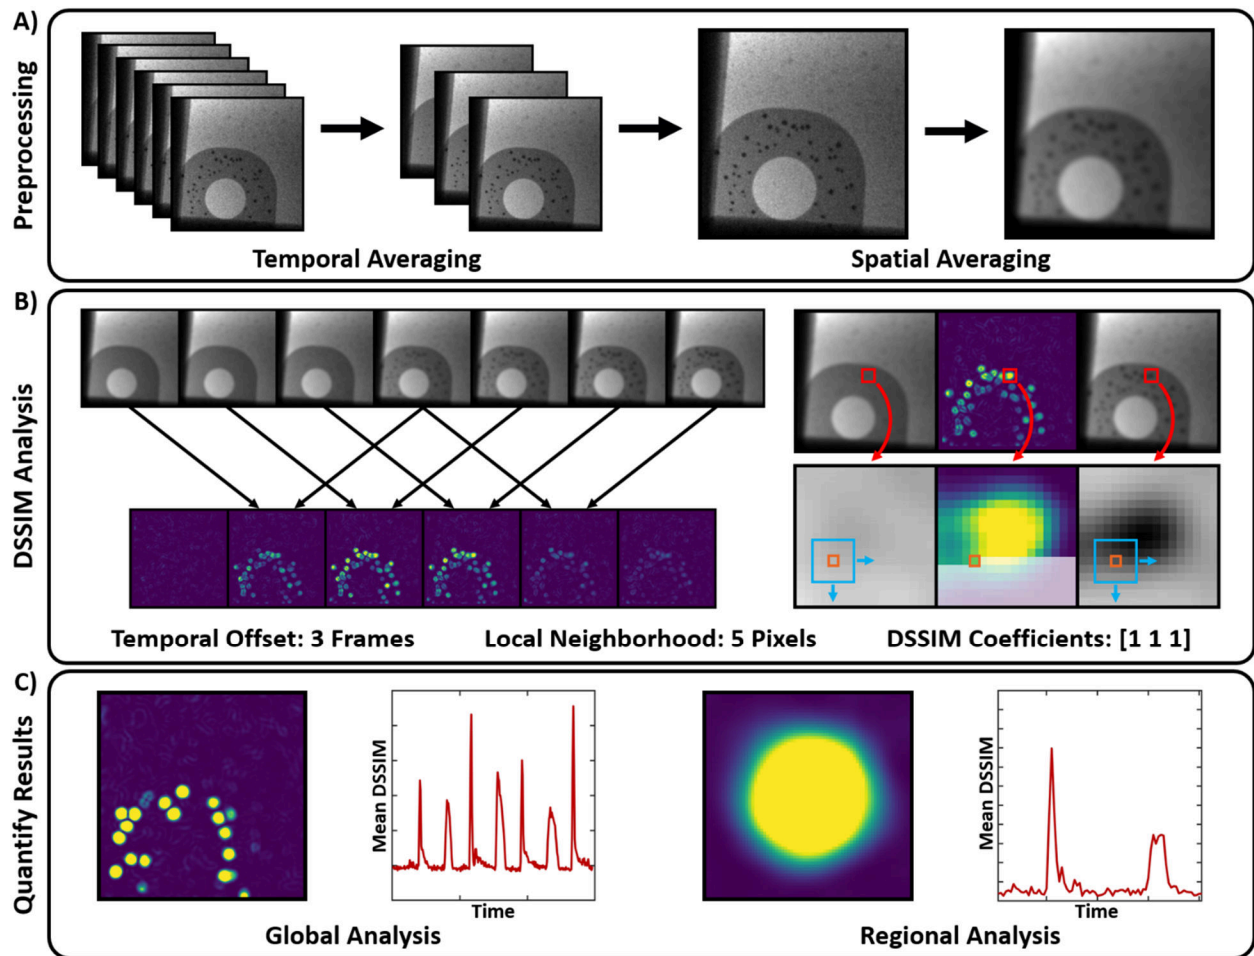 A)
Preprocessing
Temporal Averaging
Spatial Averaging
B)
DSSIM Analysis
Temporal Offset: 3 Frames
Local Neighborhood: 5 Pixels
DSSIM Coefficients: [1 1 1]
C)
Quantify Results
Mean DSSIM
Time
Mean DSSIM
Time
Global Analysis
Regional Analysis